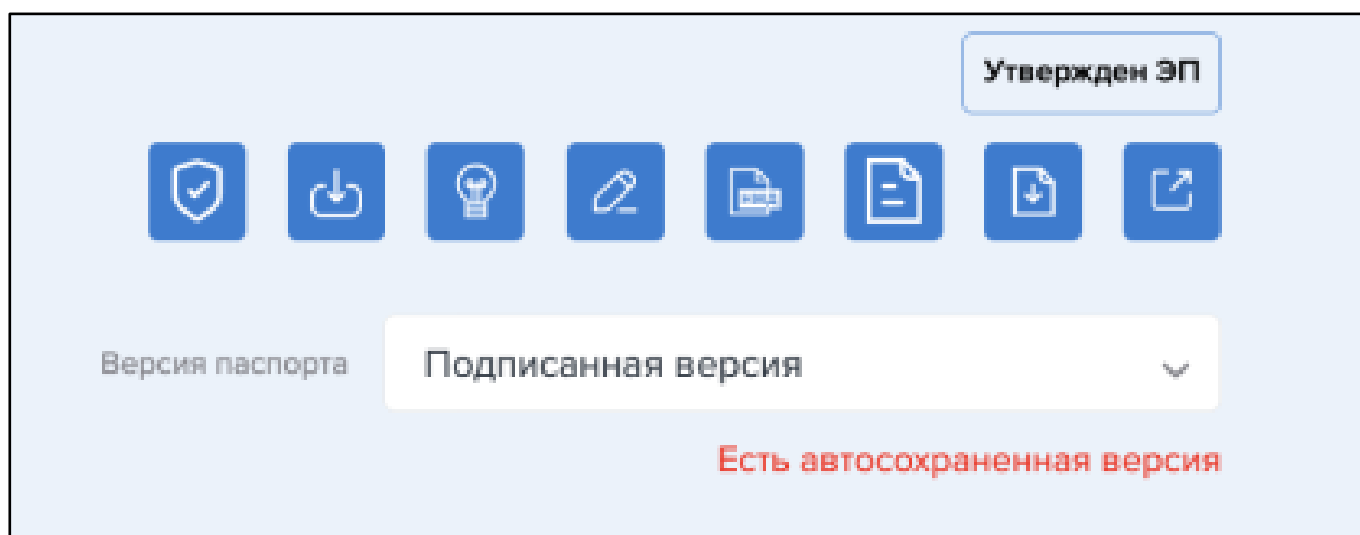 Утвержден ЭП
Версия паспорта
Подписанная версия
Есть автосохраненная версия